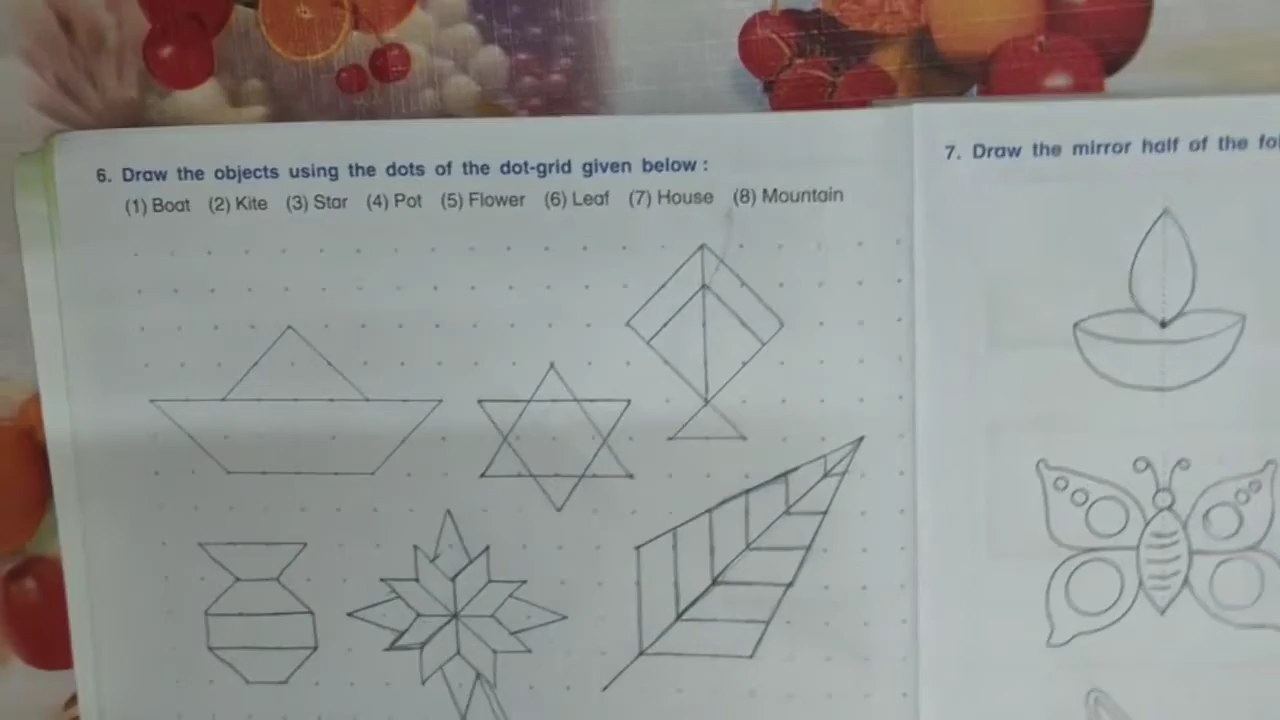 6. Draw the objects using the dots of the dot-grid given below :
(1) Boat (2) Kite (3) Star (4) Pot (5) Flower (6) Leaf (7) House (8) Mountain
7. Draw the mirror half of the